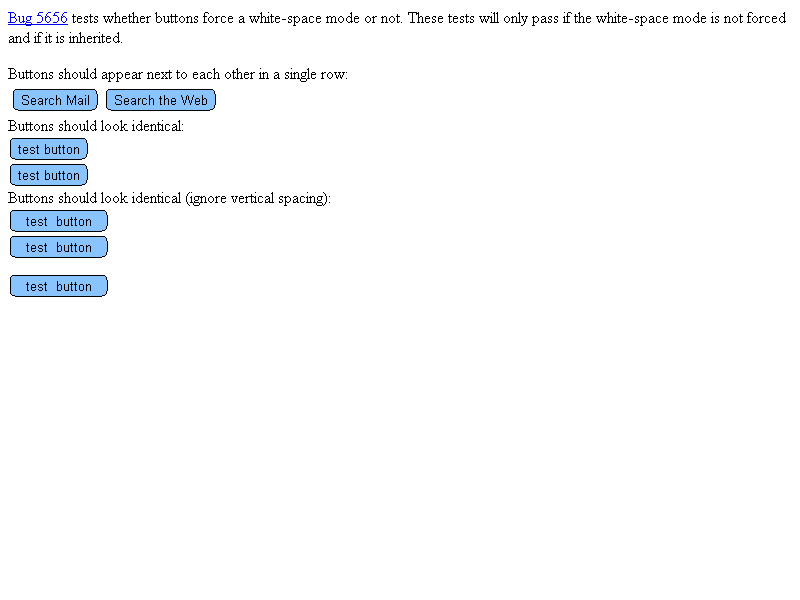 Bug 5656 tests whether buttons force a white-space mode or not. These tests will only pass if the white-space mode is not forced
and if it is inherited.
Buttons should appear next to each other in a single row:
Search Mail Search the Web
Buttons should look identical:
test button
test button
Buttons should look identical (ignore vertical spacing):
test  button
test  button
test  button